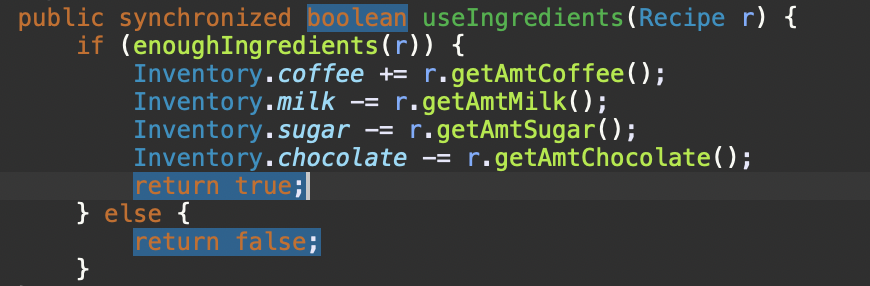 public synchronized boolean useIngredients(Recipe r) {
if (enoughIngredients(r)) {
Inventory.coffee += r.getAmtCoffee();
Inventory.milk -= r.getAmtMilk();
Inventory.sugar -= r.getAmtSugar();
Inventory.chocolate -= r.getAmtChocolate();
return true;
} else {
return false;
}